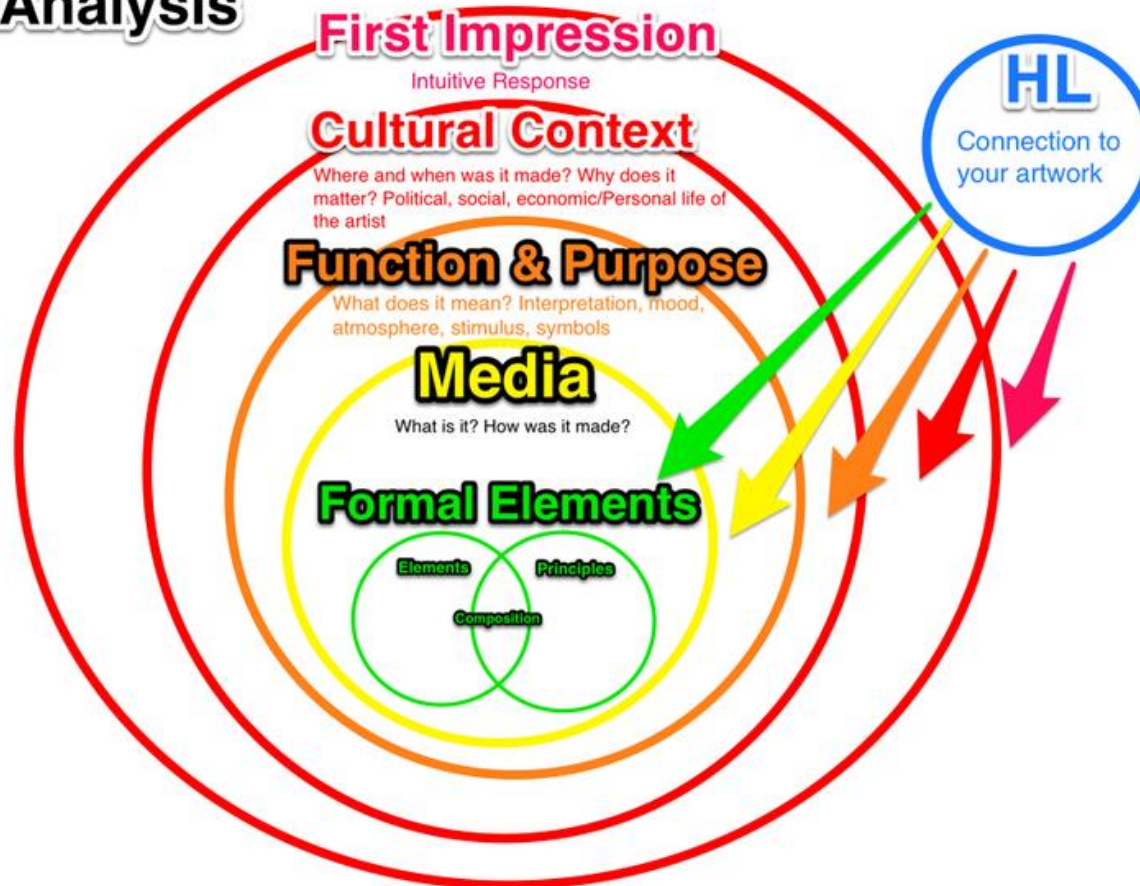 Analysis
First Impression
Intuitive Response
Cultural Context
Where and when was it made? Why does it
matter? Political, social, economic/Personal life of
the artist
Function & Purpose
What does it mean? Interpretation, mood,
atmosphere, stimulus, symbols
Media
What is it? How was it made?
Formal Elements
Elements
Principles
Composition
HL
Connection to
your artwork